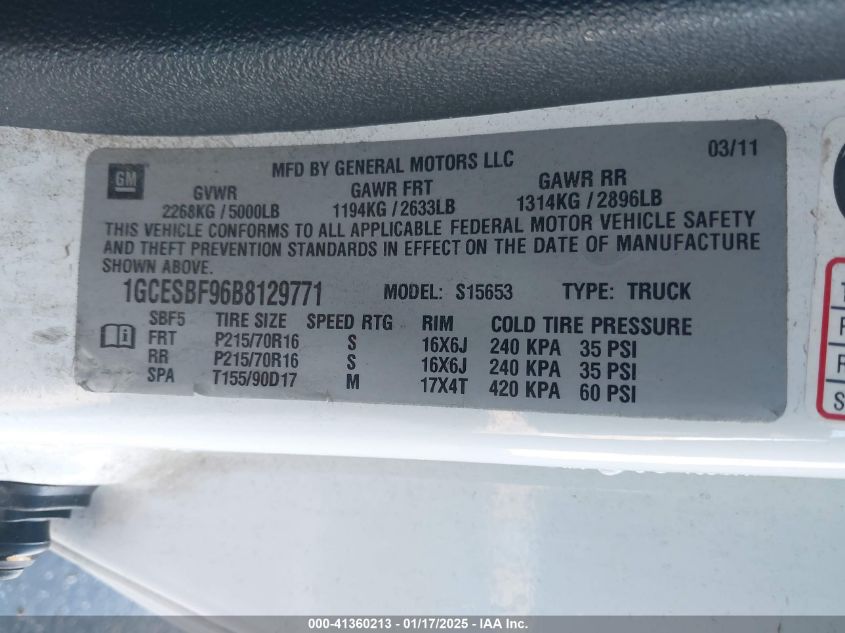 GM
MFD BY GENERAL MOTORS LLC 03/11
GVWR GAWR FRT GAWR RR
2268KG / 5000LB 1194KG / 2633LB 1314KG / 2896LB
THIS VEHICLE CONFORMS TO ALL APPLICABLE FEDERAL MOTOR VEHICLE SAFETY
AND THEFT PREVENTION STANDARDS IN EFFECT ON THE DATE OF MANUFACTURE
SHOWN ABOVE.
1GCESBF96B8129771 MODEL: S15653 TYPE: TRUCK
SBF5 TIRE SIZE SPEED RTG RIM COLD TIRE PRESSURE
FRT P215/70R16 S 16X6J 240 KPA 35 PSI
RR P215/70R16 S 16X6J 240 KPA 35 PSI
SPA T155/90D17 M 17X4T 420 KPA 60 PSI
000-41360213 - 01/17/2025 - IAA Inc.